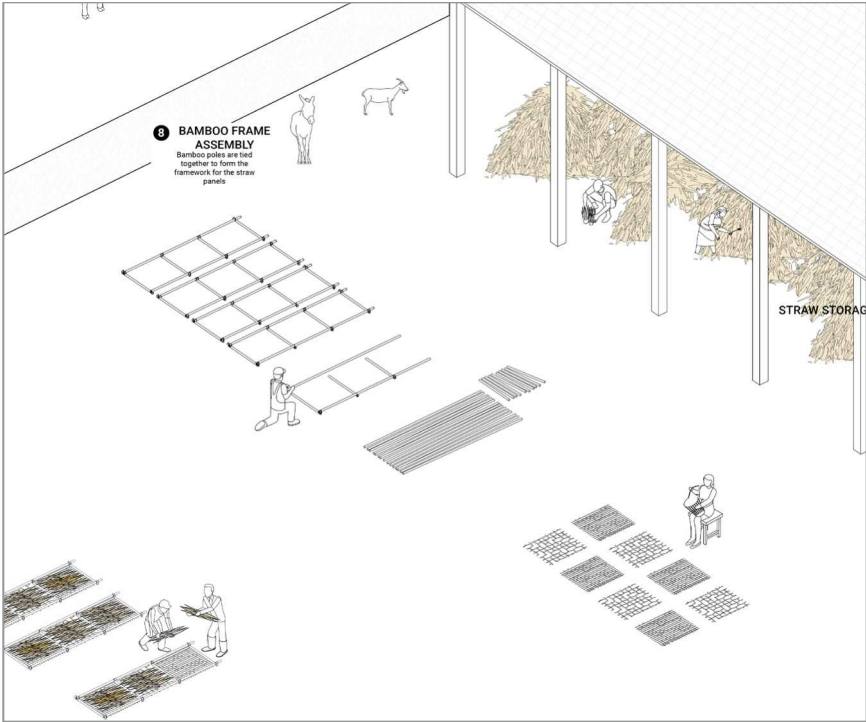 8 BAMBOO FRAME
ASSEMBLY
Bamboo poles are tied
together to form the
framework for the straw
panels
STRAW STORAG